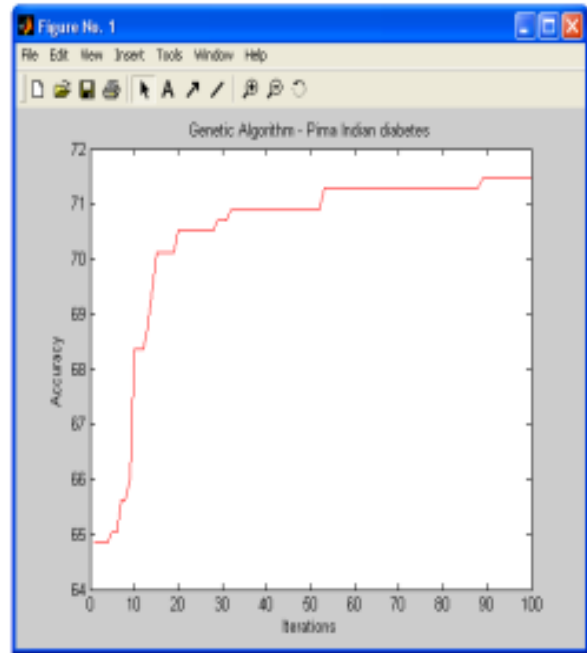 Figure No. 1
File Edit View Insert Tools Window Help
A
Genetic Algorithm - Pima Indian diabetes
72
71
70
69
68
67
66
65
64
Accuracy
0 10 20 30 40 50 60 70 80 90 100
Iterations